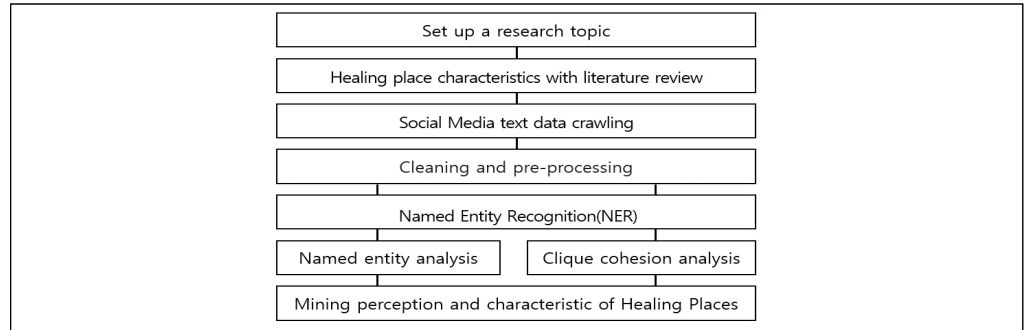 Set up a research topic
Healing place characteristics with literature review
Social Media text data crawling
Cleaning and pre-processing
Named Entity Recognition(NER)
Named entity analysis
Clique cohesion analysis
Mining perception and characteristic of Healing Places